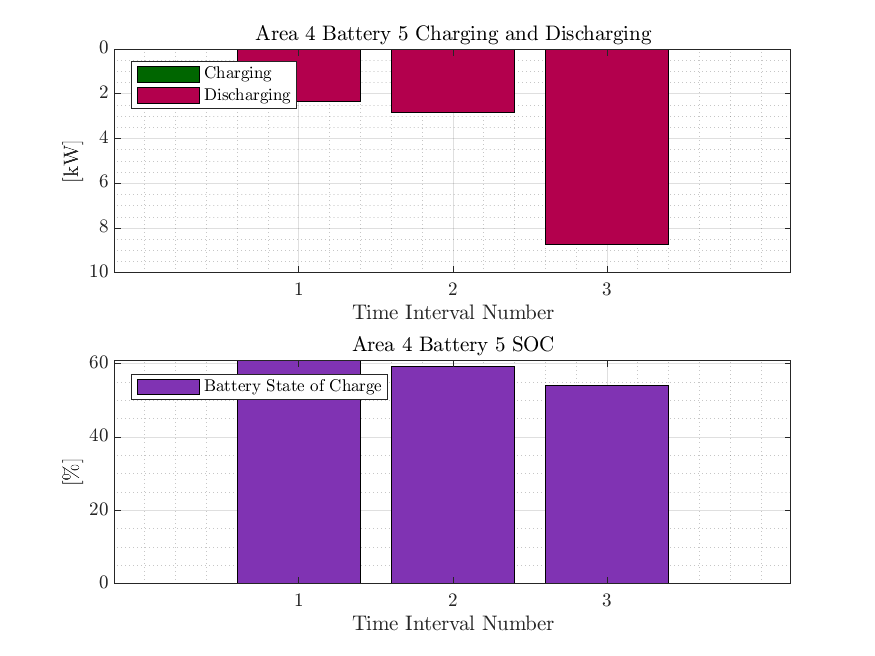 Area 4 Battery 5 Charging and Discharging
0
2
4
6
8
10
[kW]
Charging
Discharging
1 2 3
Time Interval Number
Area 4 Battery 5 SOC
60
40
20
0
[%]
Battery State of Charge
1 2 3
Time Interval Number